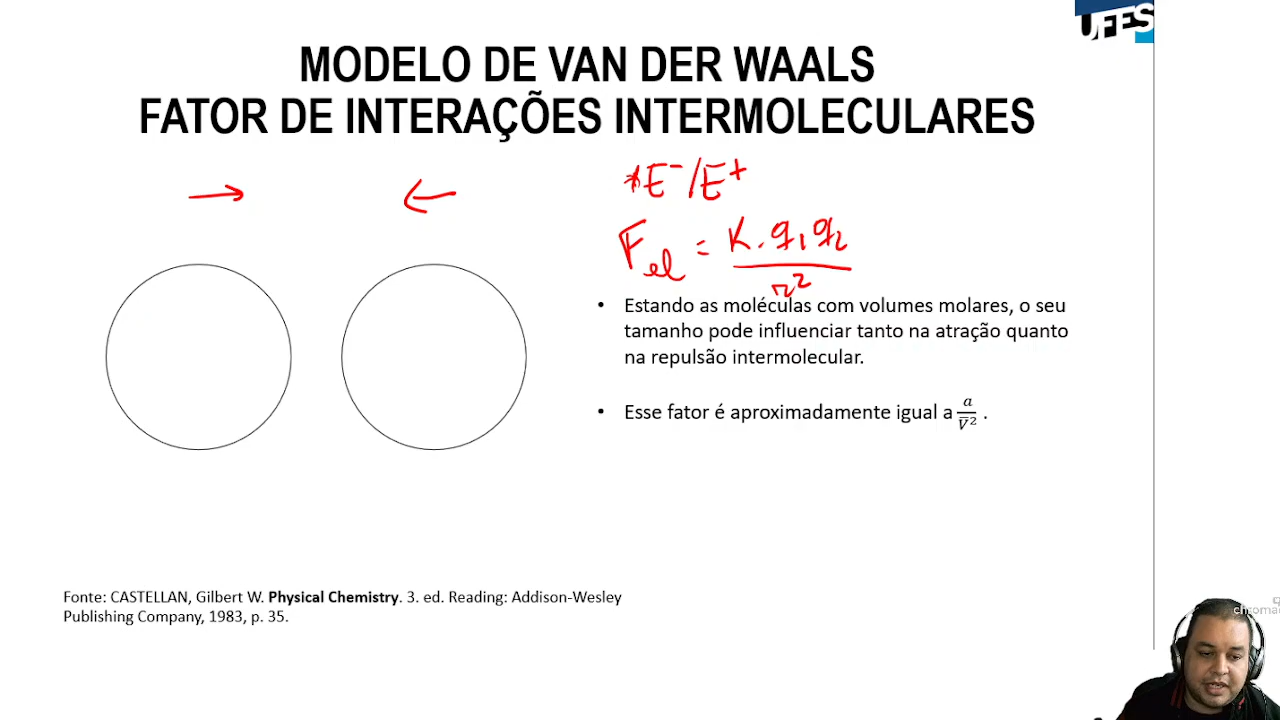 UFES
MODELO DE VAN DER WAALS
FATOR DE INTERAÇÕES INTERMOLECULARES
*E⁻/E⁺
Fel = K.q₁q₂/r²
• Estando as moléculas com volumes molares, o seu
tamanho pode influenciar tanto na atração quanto
na repulsão intermolecular.
• Esse fator é aproximadamente igual a a/V̅² .
Fonte: CASTELLAN, Gilbert W. Physical Chemistry. 3. ed. Reading: Addison-Wesley
Publishing Company, 1983, p. 35.